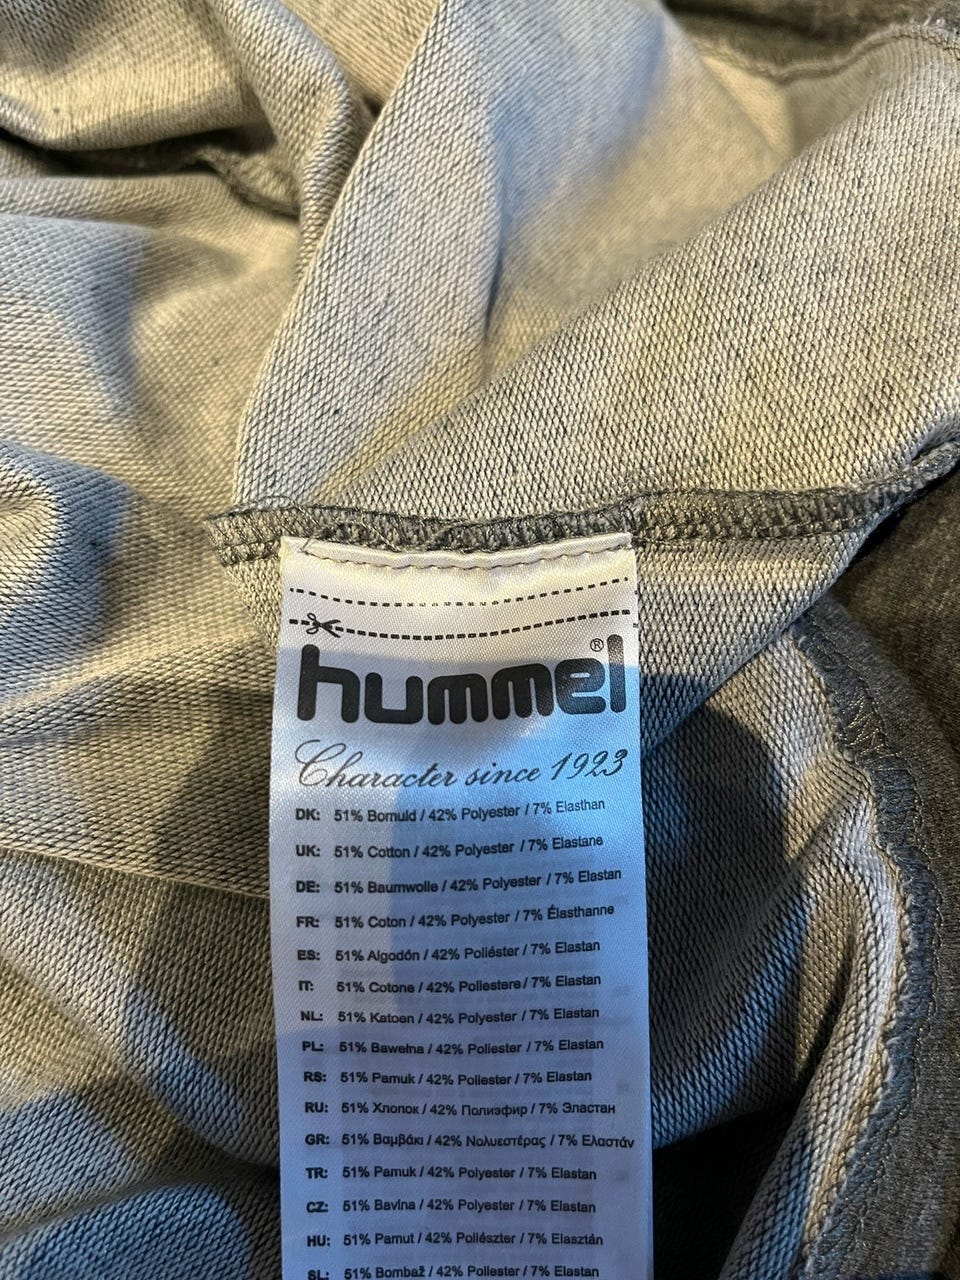 hummel®
Character since 1923
DK: 51% Bomuld / 42% Polyester / 7% Elasthan
UK: 51% Cotton / 42% Polyester / 7% Elastane
DE: 51% Baumwolle / 42% Polyester / 7% Elastan
FR: 51% Coton / 42% Polyester / 7% Élasthanne
ES: 51% Algodón / 42% Poliéster / 7% Elastan
IT: 51% Cotone / 42% Poliestere / 7% Elastan
NL: 51% Katoen / 42% Polyester / 7% Elastan
PL: 51% Bawełna / 42% Poliester / 7% Elastan
RS: 51% Pamuk / 42% Poliester / 7% Elastan
RU: 51% Хлопок / 42% Полиэфир / 7% Эластан
GR: 51% Βαμβάκι / 42% Νολυεστέρας / 7% Ελαστάν
TR: 51% Pamuk / 42% Polyester / 7% Elastan
CZ: 51% Bavlna / 42% Polyester / 7% Elastan
HU: 51% Pamut / 42% Poliészter / 7% Elasztán
SL: 51% Bombaž / 42% Poliester / 7% Elastan